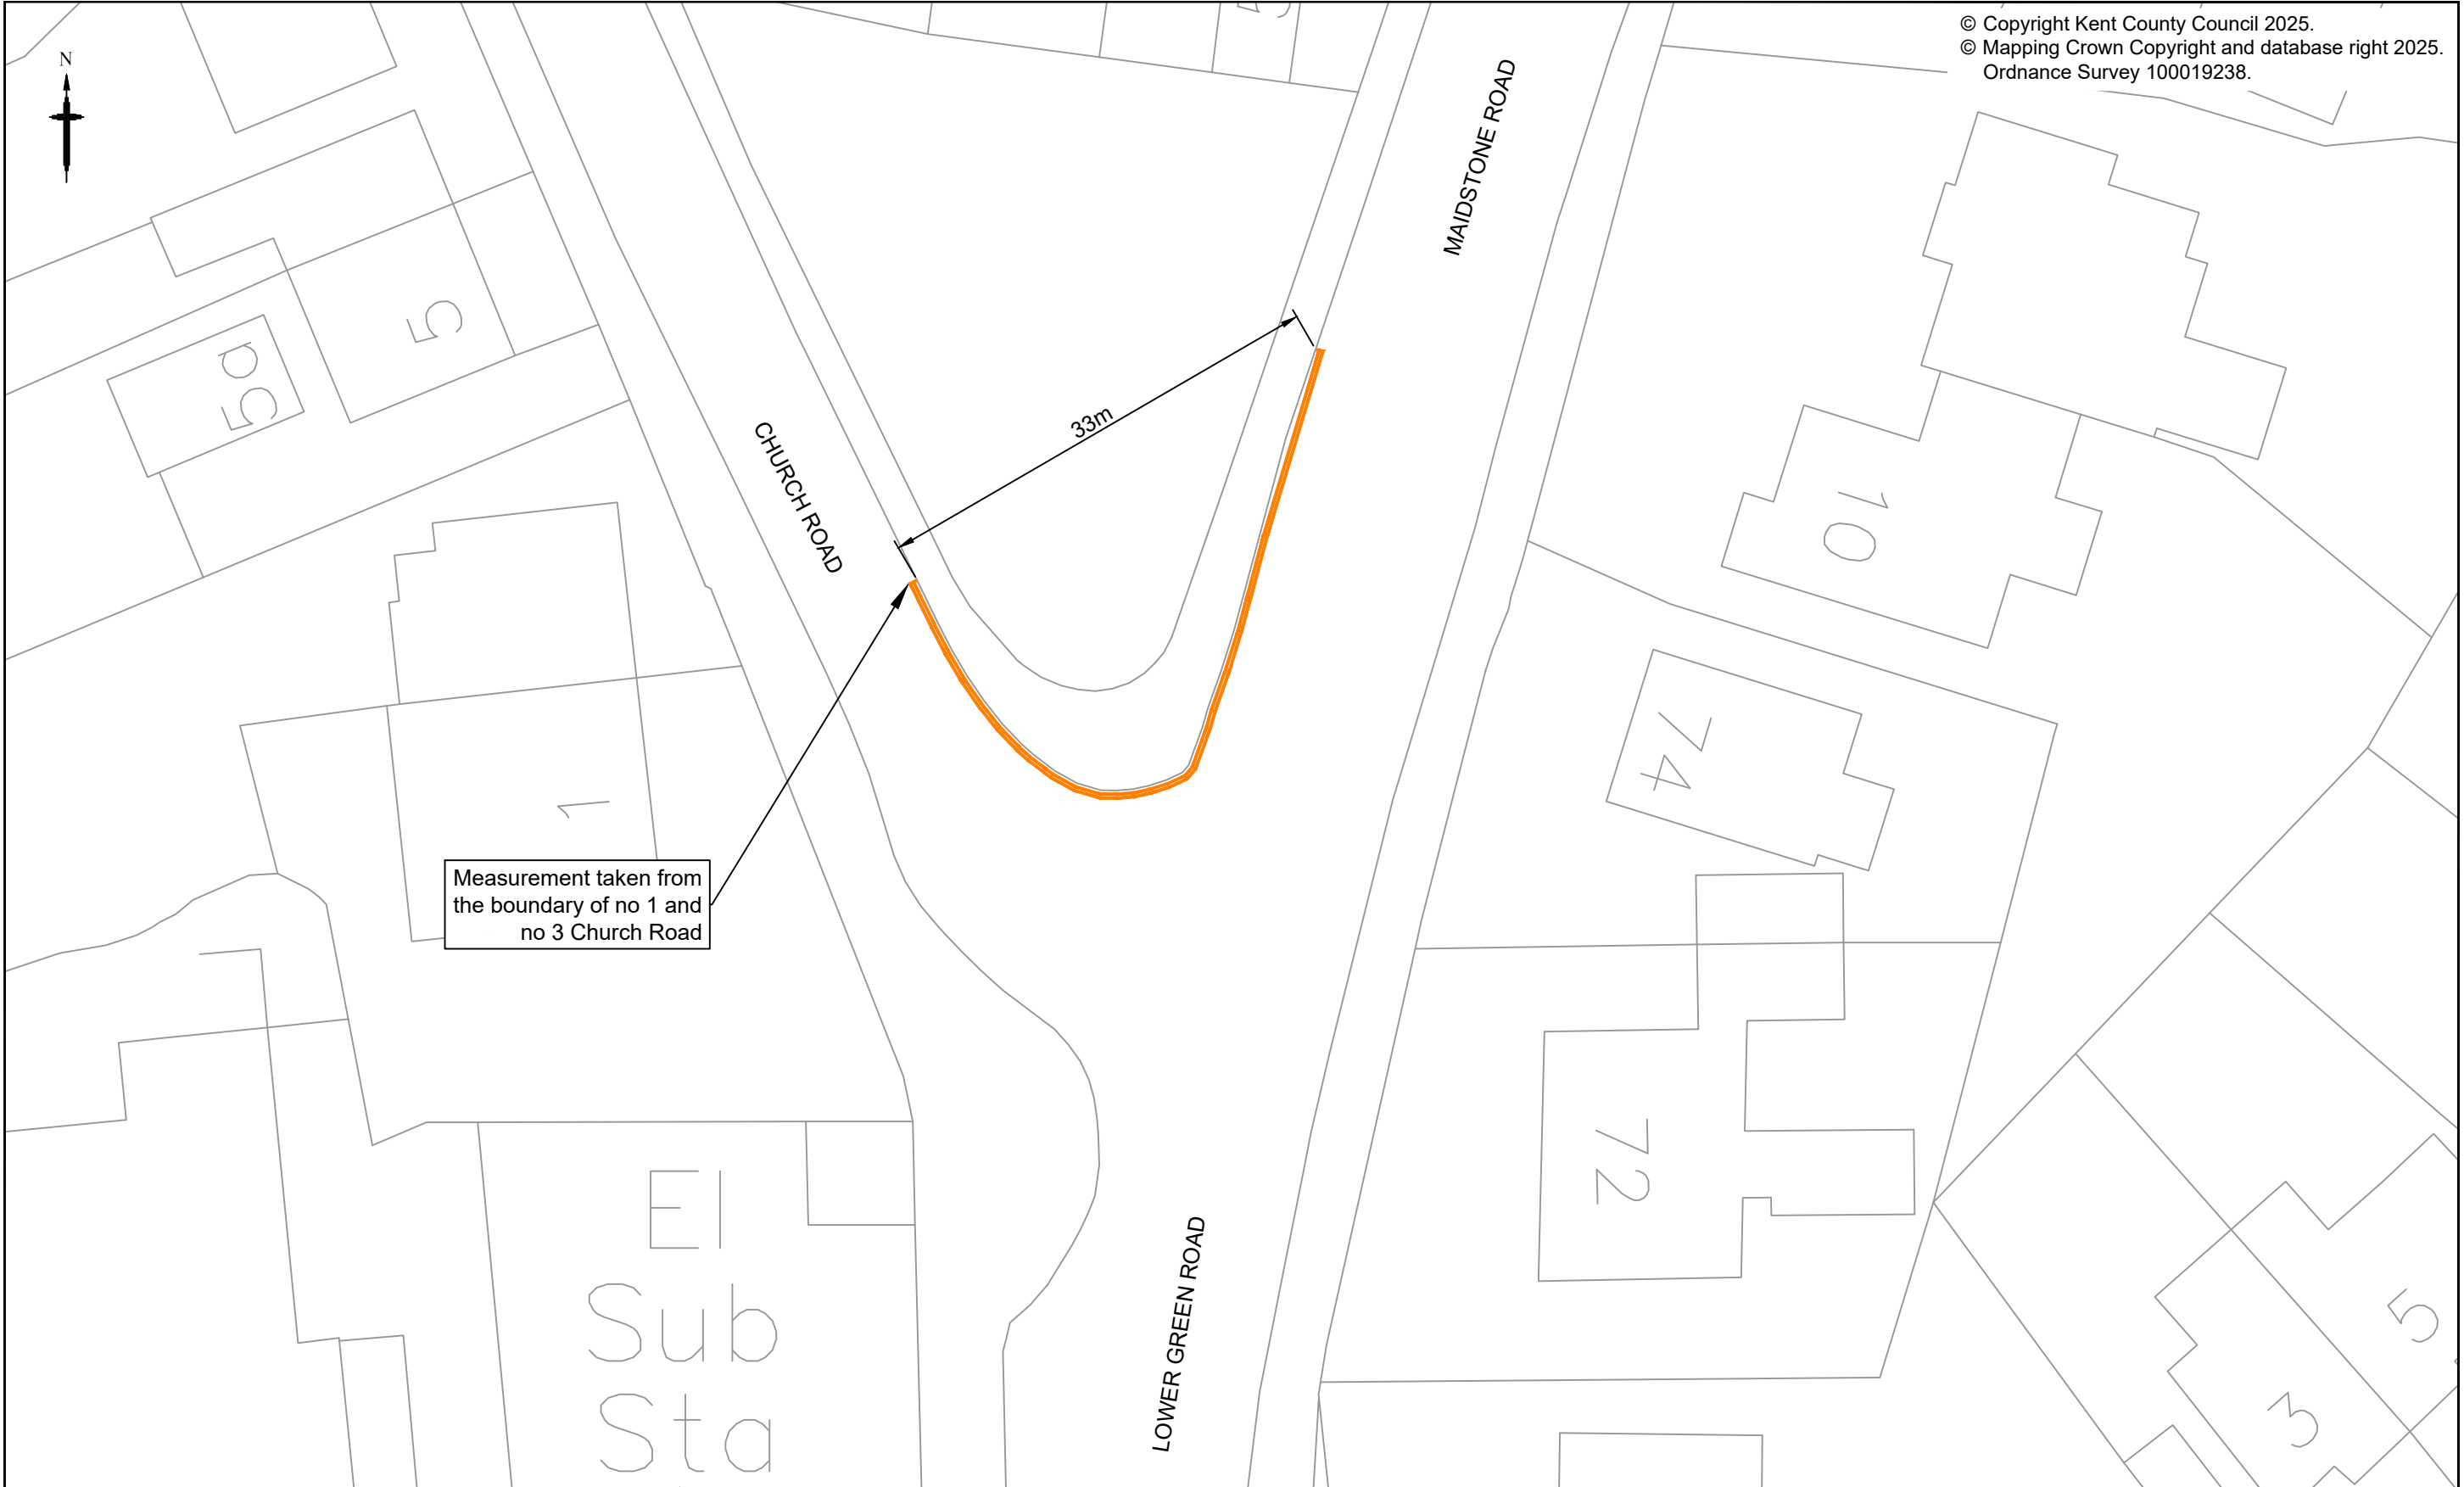 © Copyright Kent County Council 2025.
© Mapping Crown Copyright and database right 2025.
Ordnance Survey 100019238.
N
MAIDSTONE ROAD
5
5a
33m
CHURCH ROAD
10
74
1
Measurement taken from
the boundary of no 1 and
no 3 Church Road
72
El
Sub
Sta
LOWER GREEN ROAD
5
3